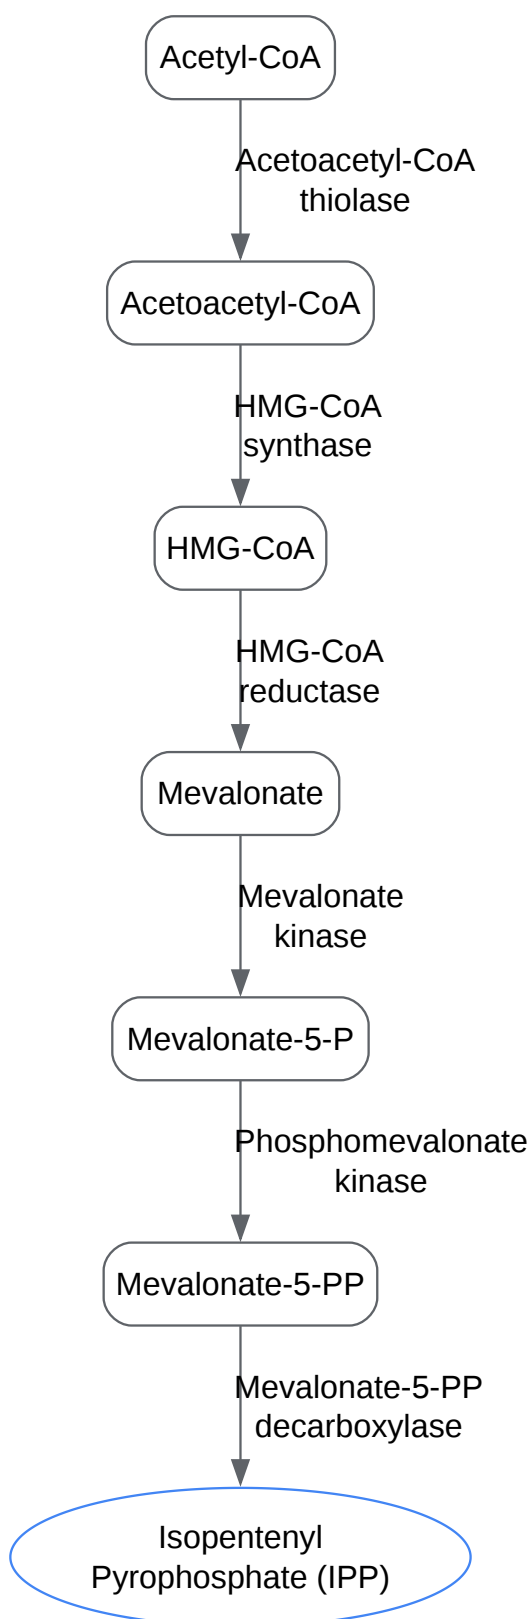 Acetyl-CoA
Acetoacetyl-CoA
thiolase
Acetoacetyl-CoA
HMG-CoA
synthase
HMG-CoA
HMG-CoA
reductase
Mevalonate
Mevalonate
kinase
Mevalonate-5-P
Phosphomevalonate
kinase
Mevalonate-5-PP
Mevalonate-5-PP
decarboxylase
Isopentenyl
Pyrophosphate (IPP)